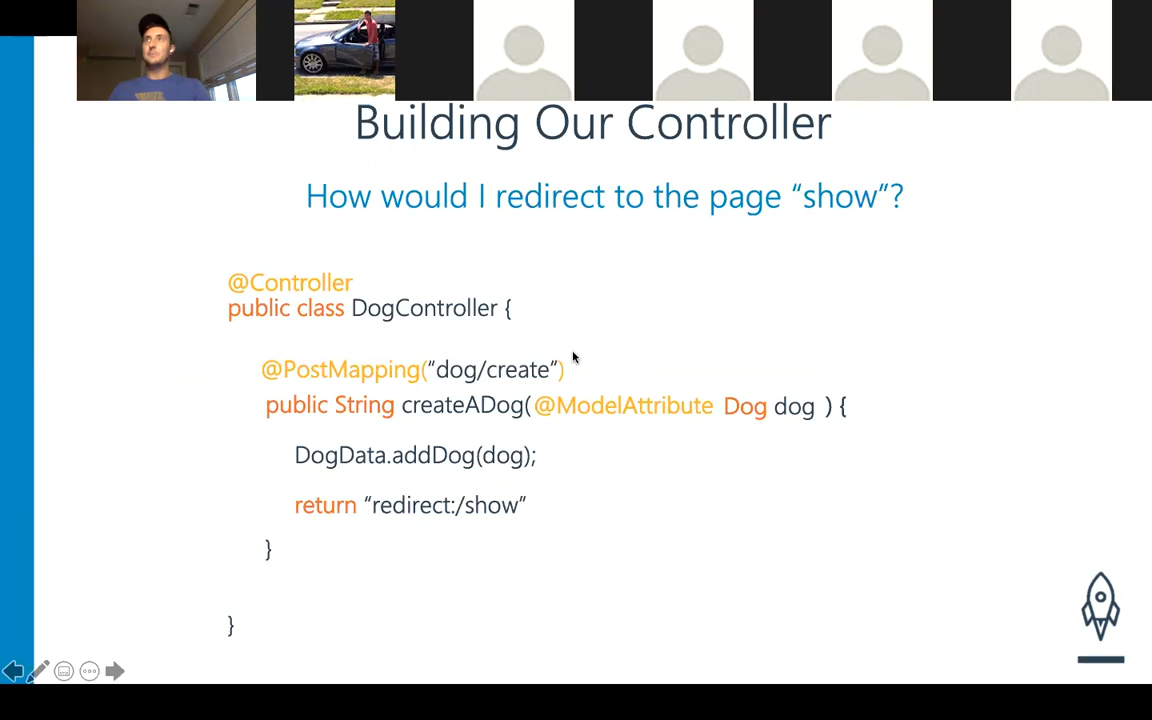 Building Our Controller
How would I redirect to the page “show”?
@Controller
public class DogController {
@PostMapping(“dog/create”)
public String createADog(@ModelAttribute Dog dog ) {
DogData.addDog(dog);
return “redirect:/show”
}
}